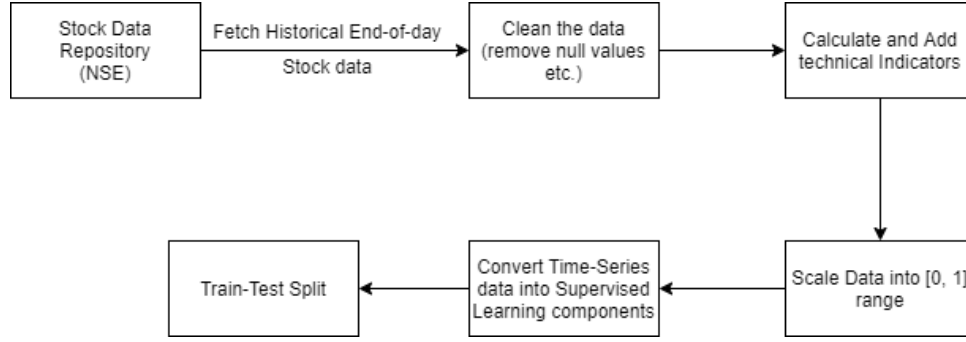 Stock Data
Repository
(NSE)
Fetch Historical End-of-day
Stock data
Clean the data
(remove null values
etc.)
Calculate and Add
technical Indicators
Scale Data into [0, 1]
range
Convert Time-Series
data into Supervised
Learning components
Train-Test Split